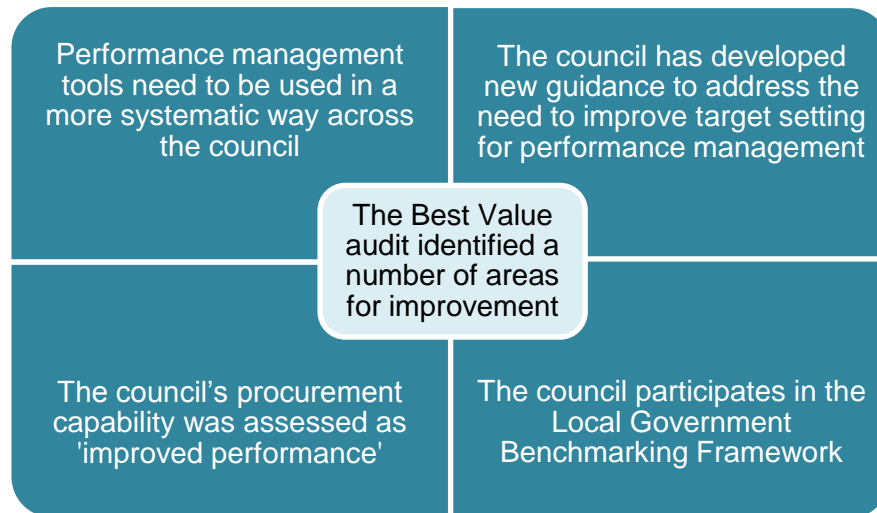 Performance management
tools need to be used in a
more systematic way across
the council
The council has developed
new guidance to address the
need to improve target setting
for performance management
The Best Value
audit identified a
number of areas
for improvement
The council’s procurement
capability was assessed as
'improved performance'
The council participates in the
Local Government
Benchmarking Framework